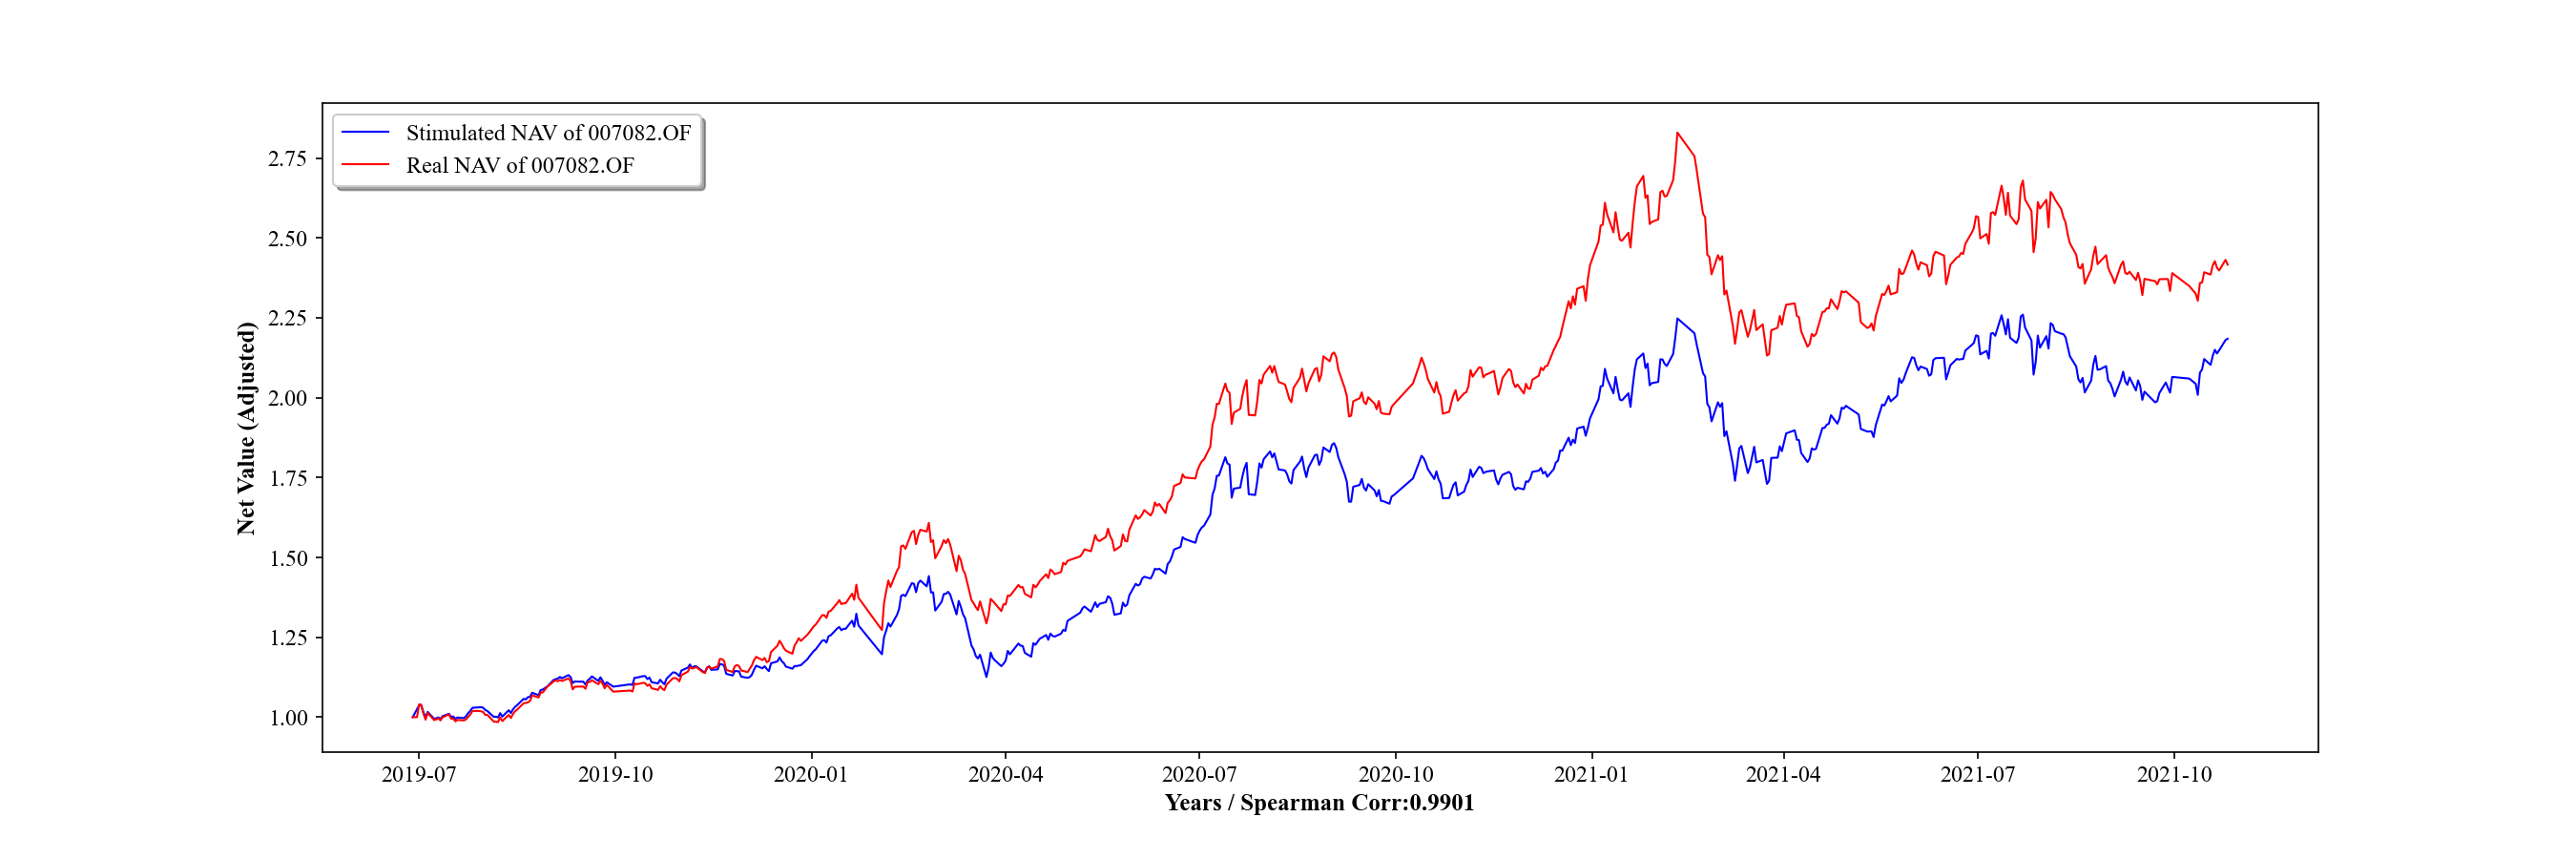 Stimulated NAV of 007082.OF
Real NAV of 007082.OF
2.75
2.50
2.25
2.00
1.75
1.50
1.25
1.00
Net Value (Adjusted)
2019-07 2019-10 2020-01 2020-04 2020-07 2020-10 2021-01 2021-04 2021-07 2021-10
Years / Spearman Corr:0.9901